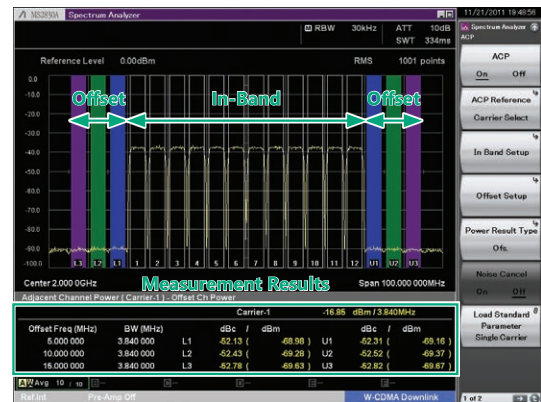 MS2830A Spectrum Analyzer
11/21/2011 19:48:56
M RBW 30kHz ATT 10dB
SWT 334ms
Spectrum Analyzer
ACP
Reference Level 0.00dBm RMS 1001 points
ACP
On Off
0.0
-10.0
-20.0
-30.0
-40.0
-50.0
-60.0
-70.0
-80.0
-90.0
-100.0
Offset In-Band Offset
L3 L2 L1 1 2 3 4 5 6 7 8 9 10 11 12 U1 U2 U3
ACP Reference
Carrier Select
In Band Setup
Offset Setup
Power Result Type
Ofs.
Noise Cancel
On Off
Load Standard
Parameter
Single Carrier
Center 2.000 0GHz Span 100.000 000MHz
Measurement Results
Adjacent Channel Power ( Carrier-1 ) - Offset Ch Power
Carrier-1 -16.85 dBm / 3.840MHz
Offset Freq (MHz) BW (MHz) dBc / dBm dBc / dBm
5.000 000 3.840 000 L1 -52.13 ( -68.98 ) U1 -52.31 ( -69.16 )
10.000 000 3.840 000 L2 -52.43 ( -69.28 ) U2 -52.52 ( -69.37 )
15.000 000 3.840 000 L3 -52.78 ( -69.63 ) U3 -52.82 ( -69.67 )
Avg 10 / 10
Ref.Int Pre-Amp Off W-CDMA Downlink
1 of 2